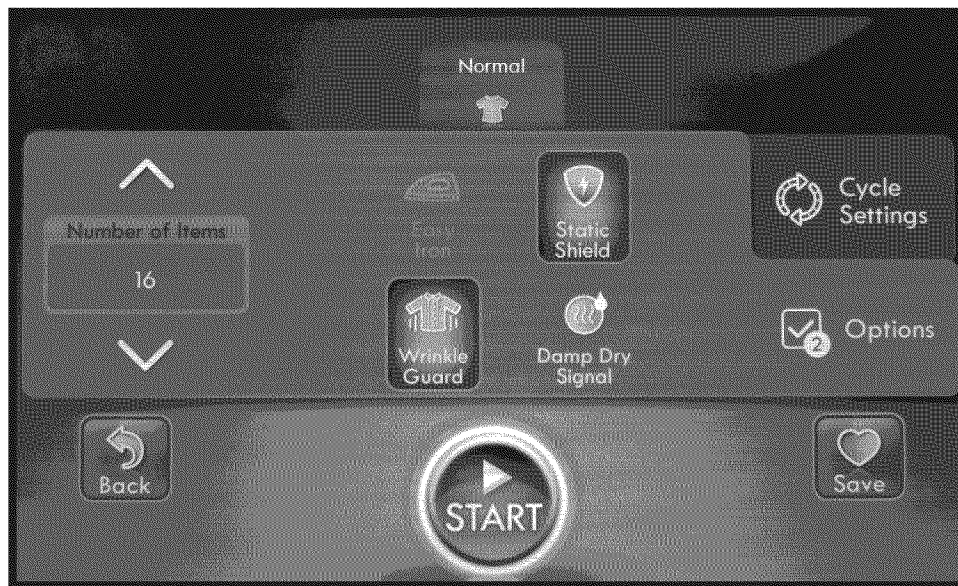 Normal
Number of Items
16
Iron
Static
Shield
Cycle
Settings
Wrinkle
Guard
Damp Dry
Signal
2
Options
Back
START
Save